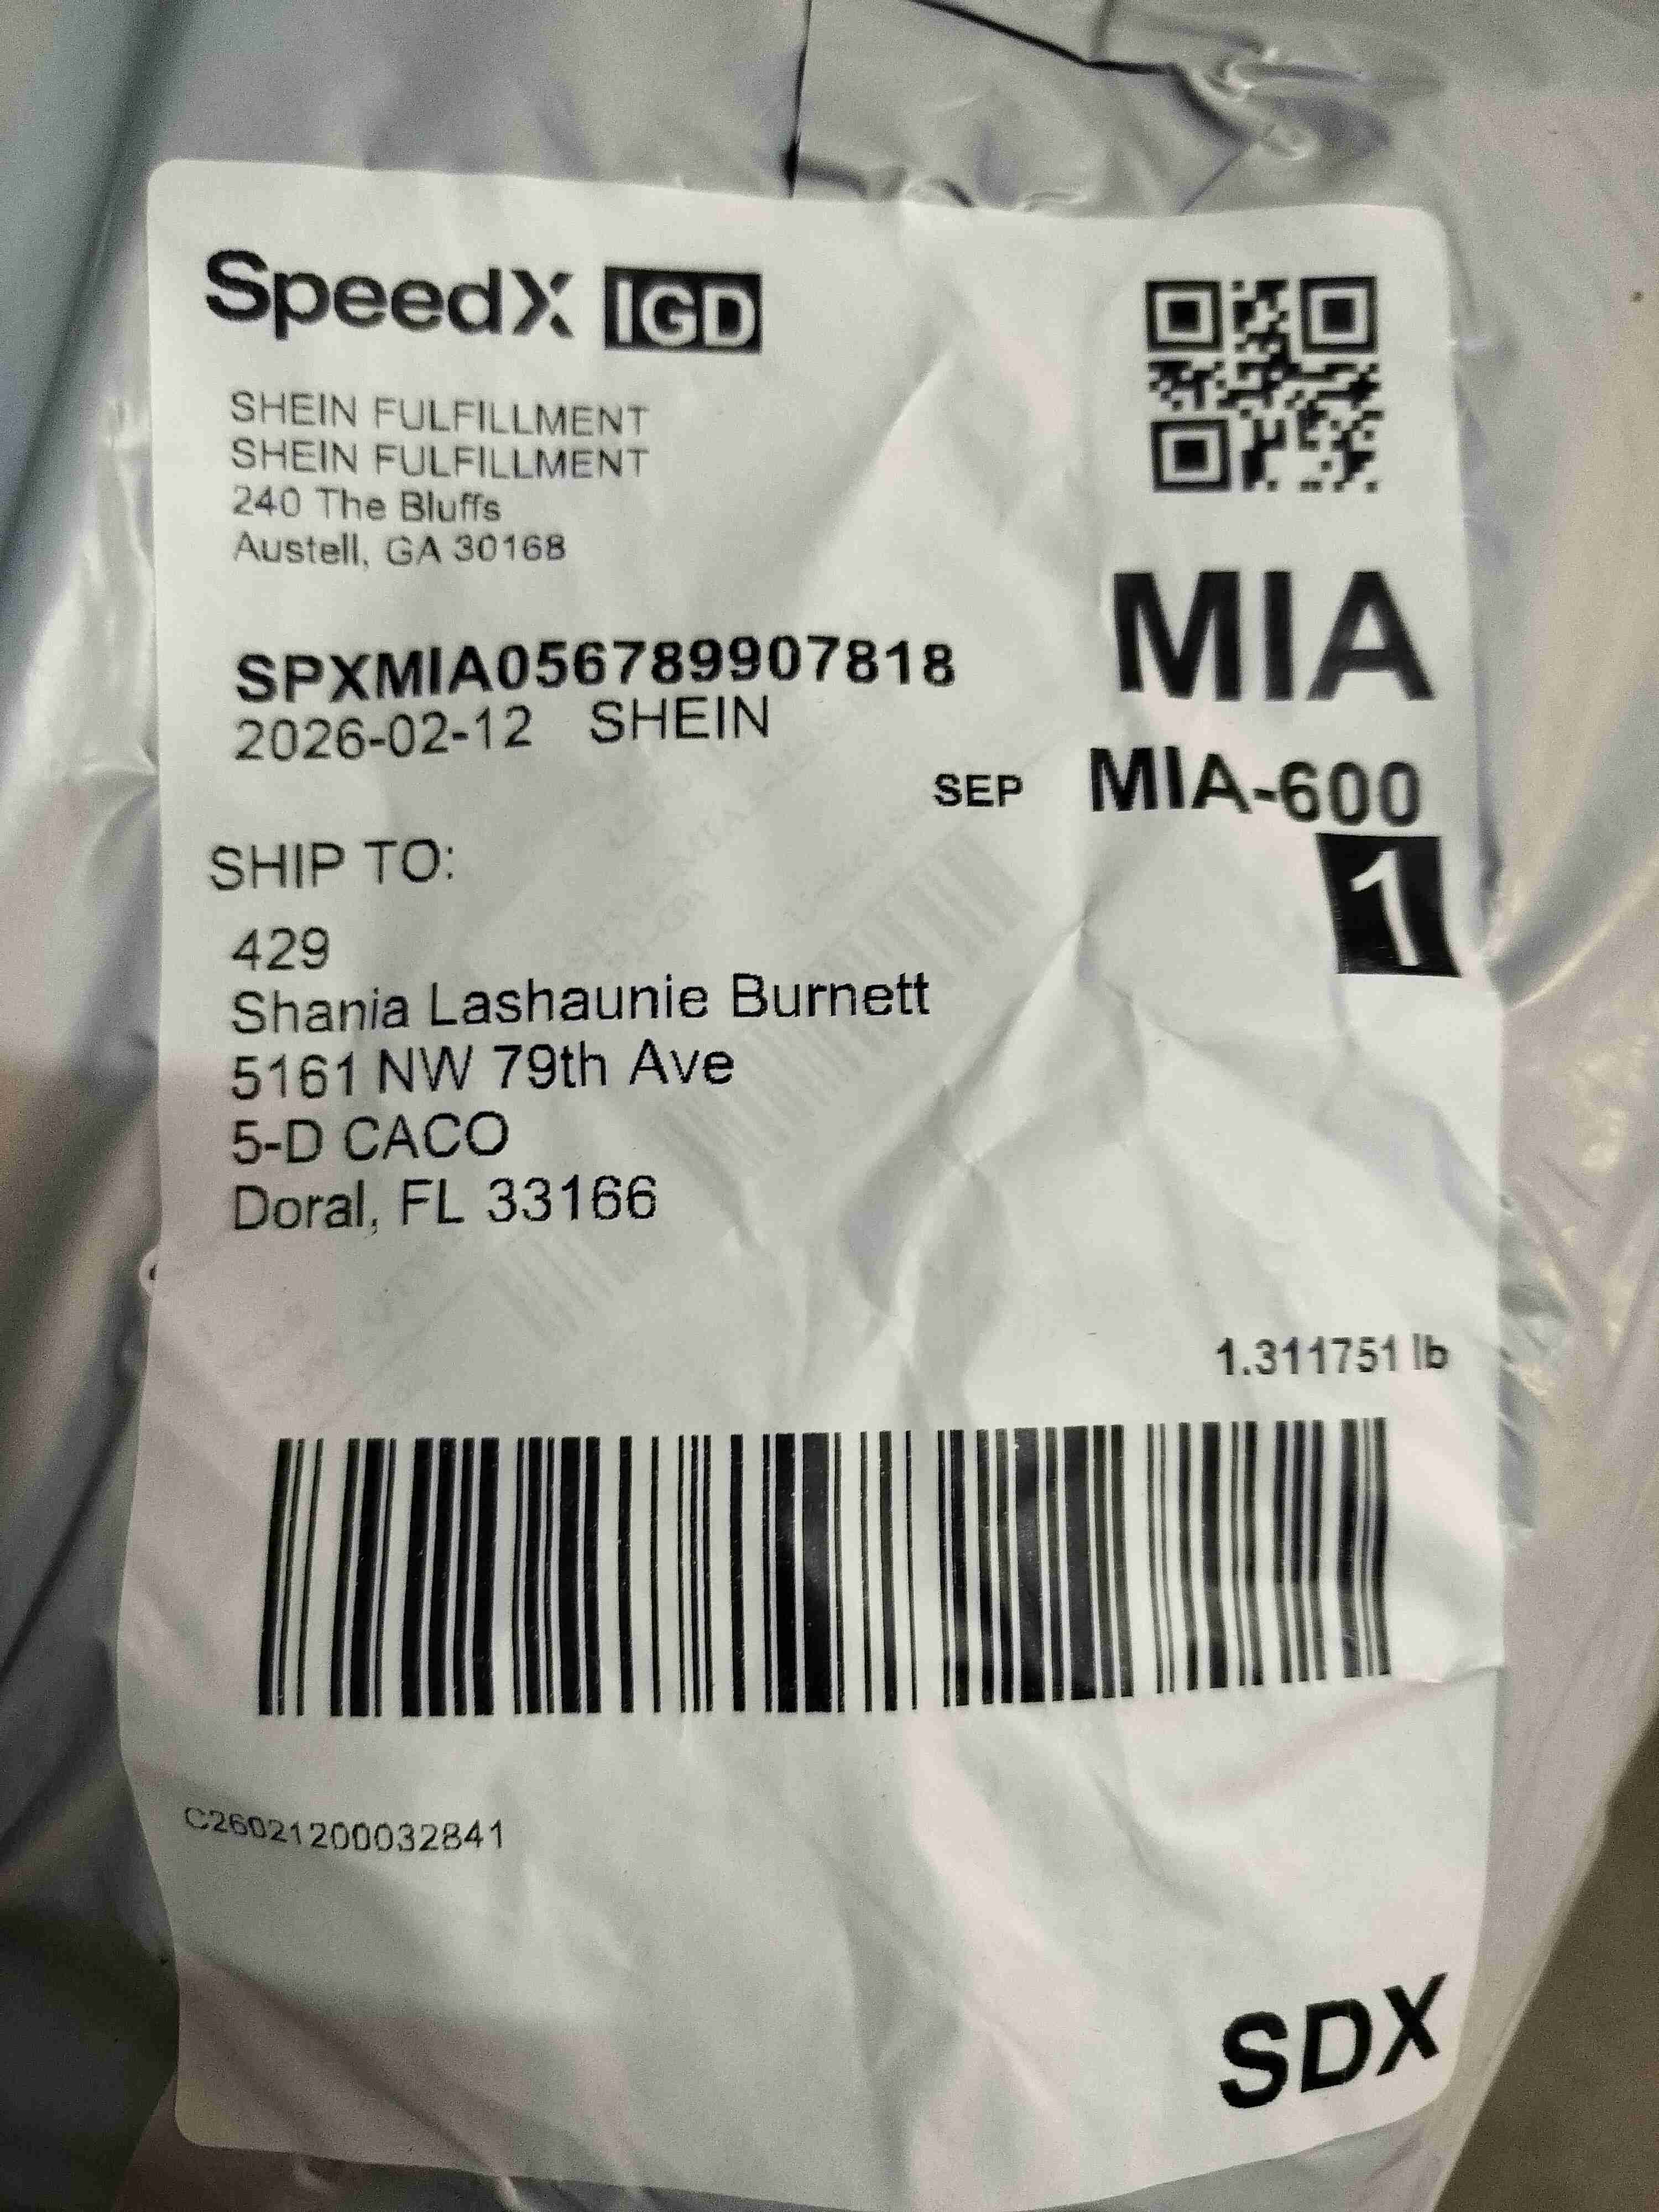 SpeedX IGD
SHEIN FULFILLMENT
SHEIN FULFILLMENT
240 The Bluffs
Austell, GA 30168
MIA
SPXMIA056789907818
2026-02-12 SHEIN
SEP MIA-600
1
SHIP TO:
429
Shania Lashaunie Burnett
5161 NW 79th Ave
5-D CACO
Doral, FL 33166
1.311751 lb
C26021200032841
SDX